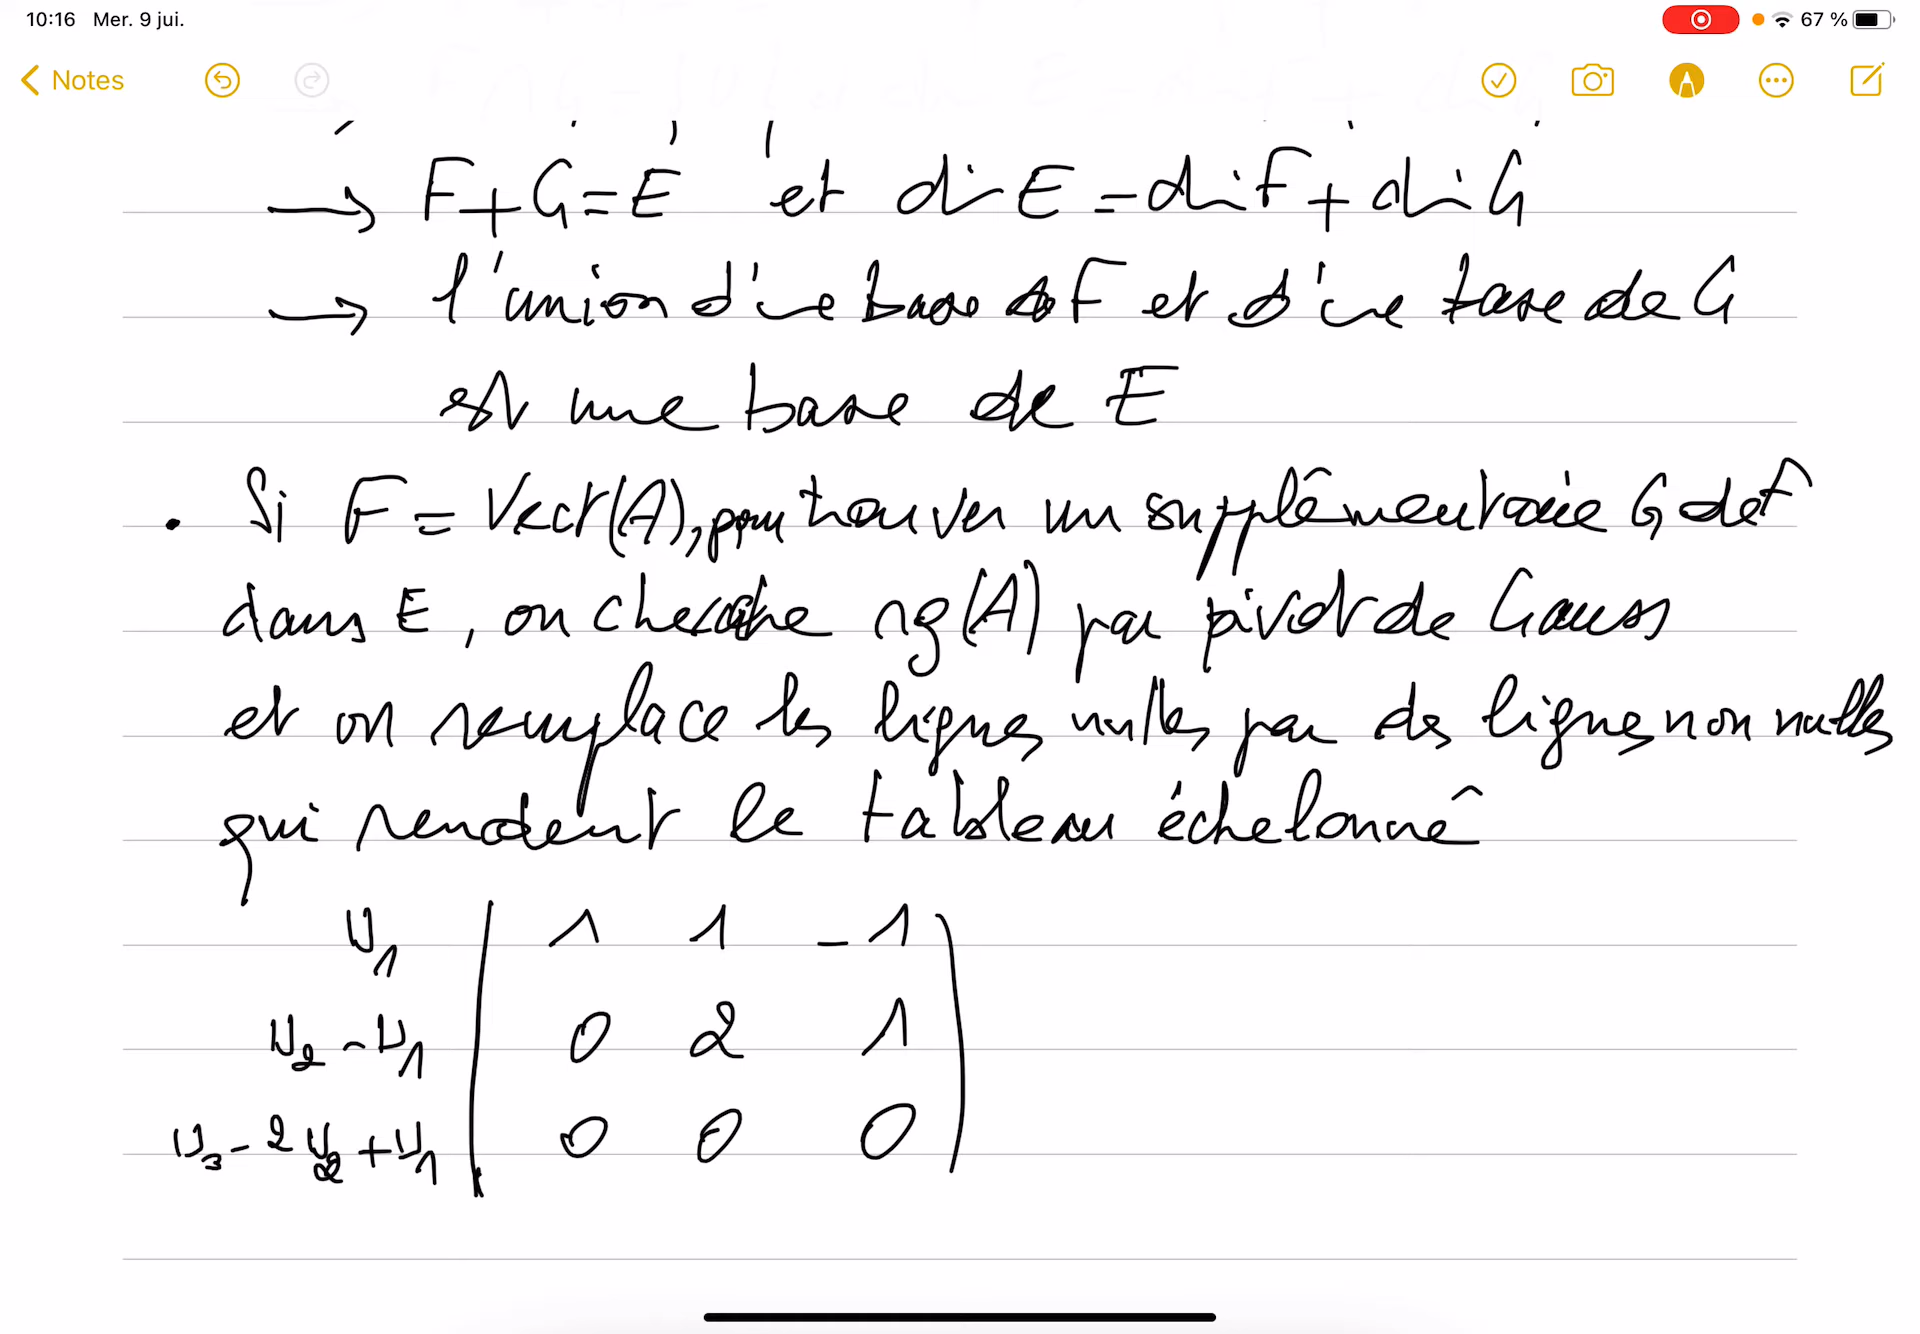 10:16 Mer. 9 jui. 67 %
Notes
→ F+G=E et dim E = dim F + dim G
→ l'union d'une base de F et d'une base de G
est une base de E
. Si F = Vect(A), pour trouver un supplémentaire G de F
dans E, on cherche rg(A) par pivot de Gauss
et on remplace les lignes nulles par des lignes non nulles
qui rendent le tableau échelonné
U₁ | 1 1 -1 |
U₂ - U₁ | 0 2 1 |
U₃ - 2U₂ + U₁ | 0 0 0 |